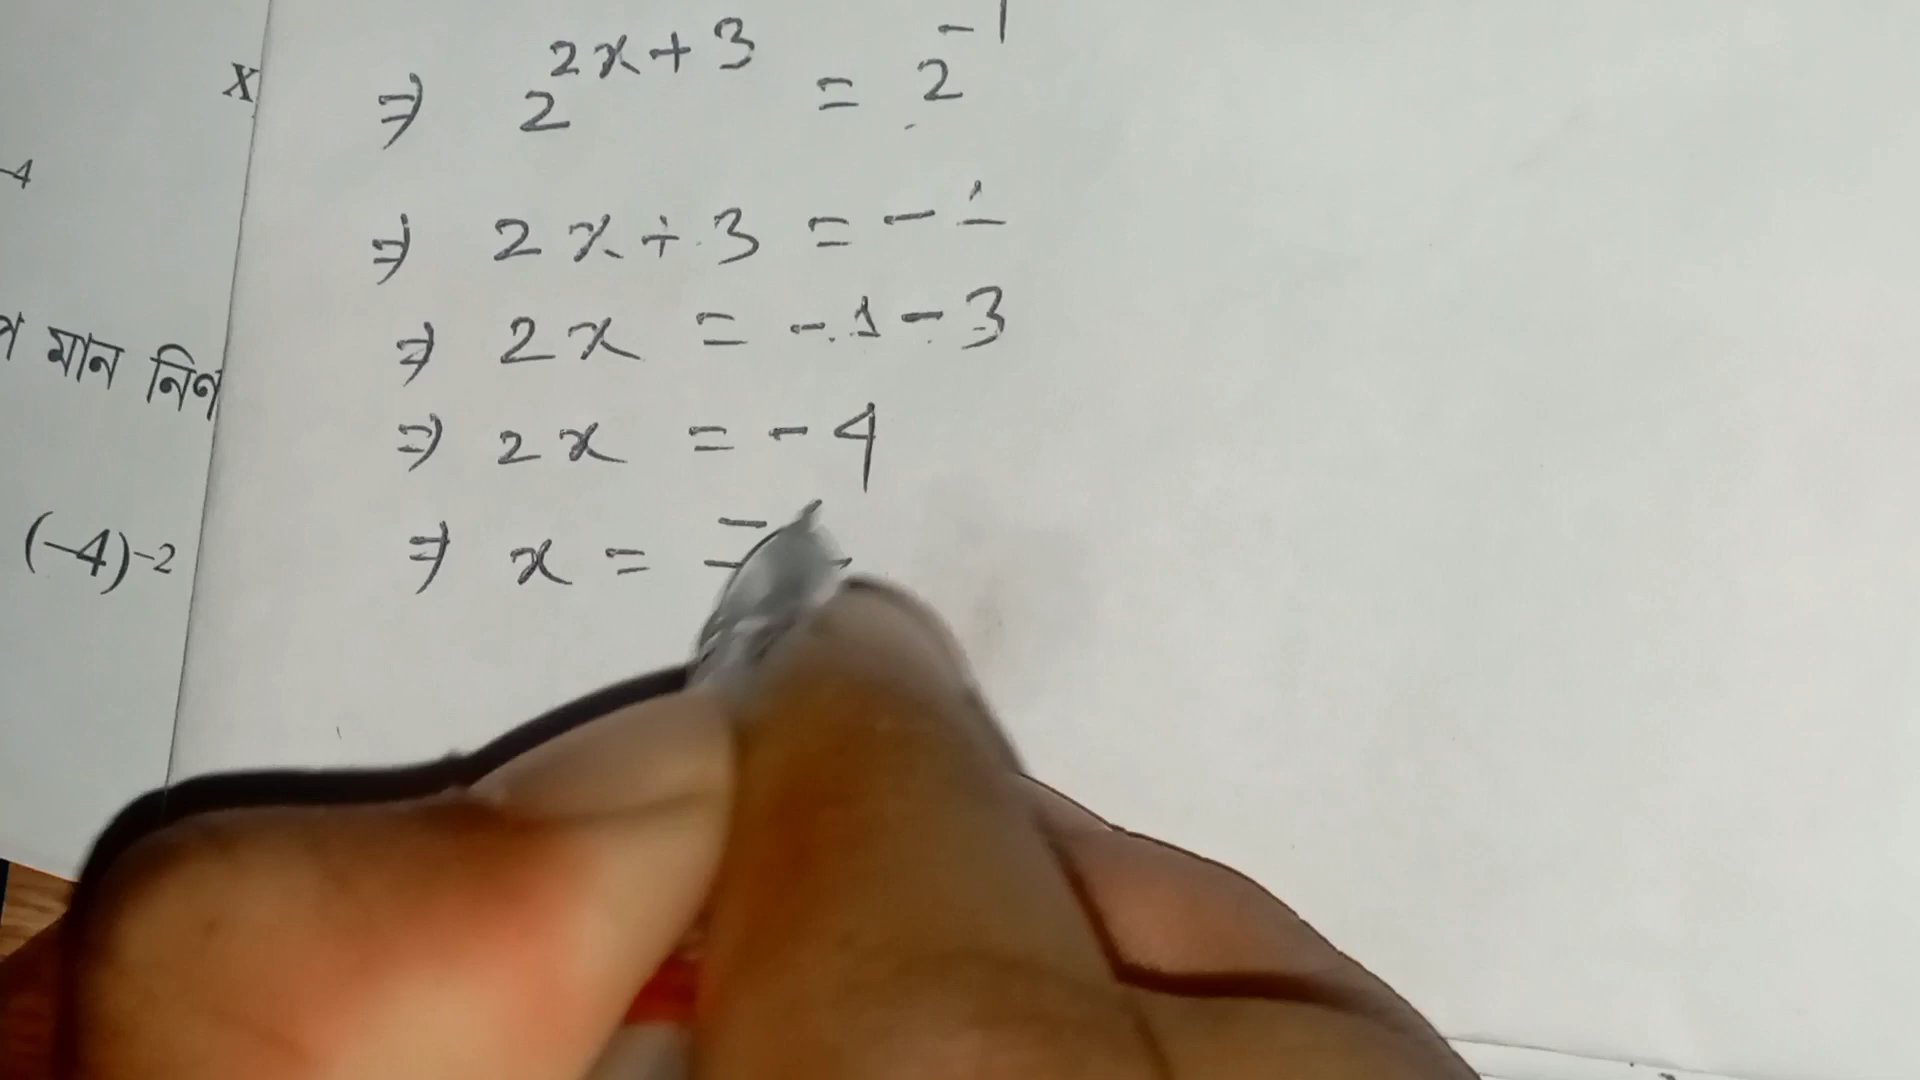 X
-4
মান নিণ
(-4)⁻²
⇒ 2^{2x+3} = 2^{-1}
⇒ 2x + 3 = -1
⇒ 2x = -1 - 3
⇒ 2x = -4
⇒ x = -